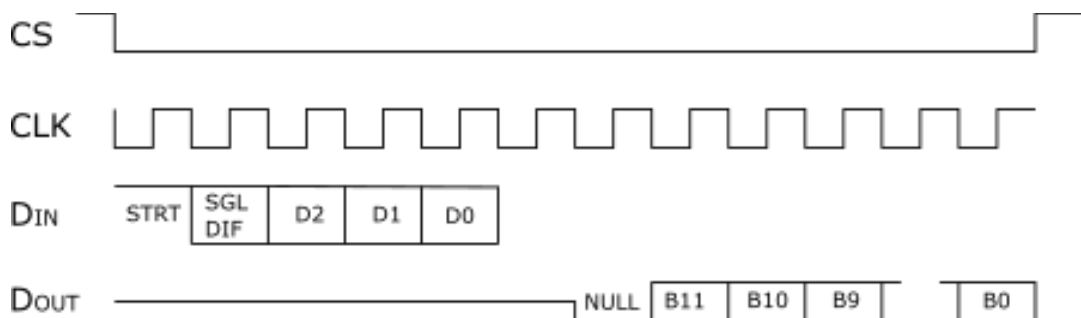 CS
CLK
DIN STRT SGL DIF D2 D1 D0
DOUT NULL B11 B10 B9 B0